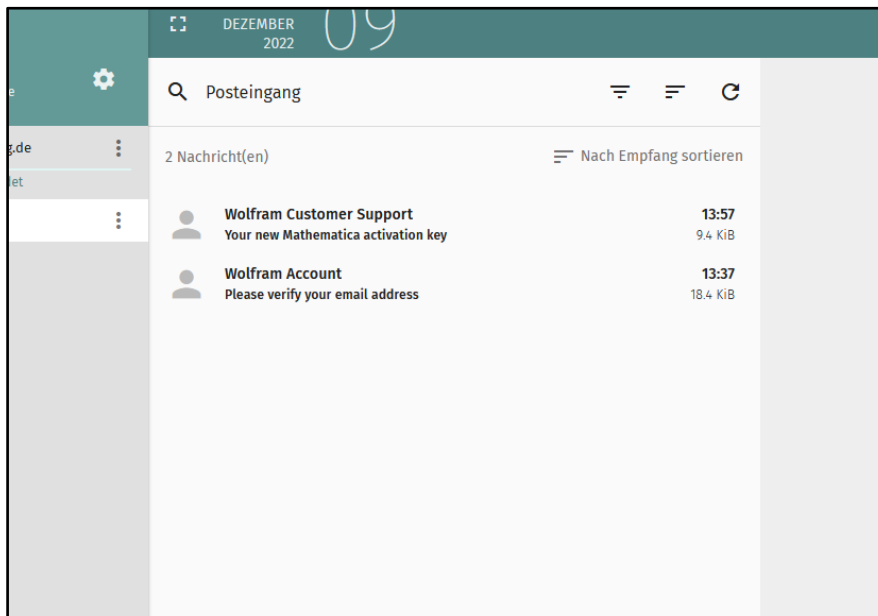 DEZEMBER
2022
09
e
Posteingang
g.de
2 Nachricht(en)
Nach Empfang sortieren
det
Wolfram Customer Support
13:57
Your new Mathematica activation key
9.4 KiB
Wolfram Account
13:37
Please verify your email address
18.4 KiB